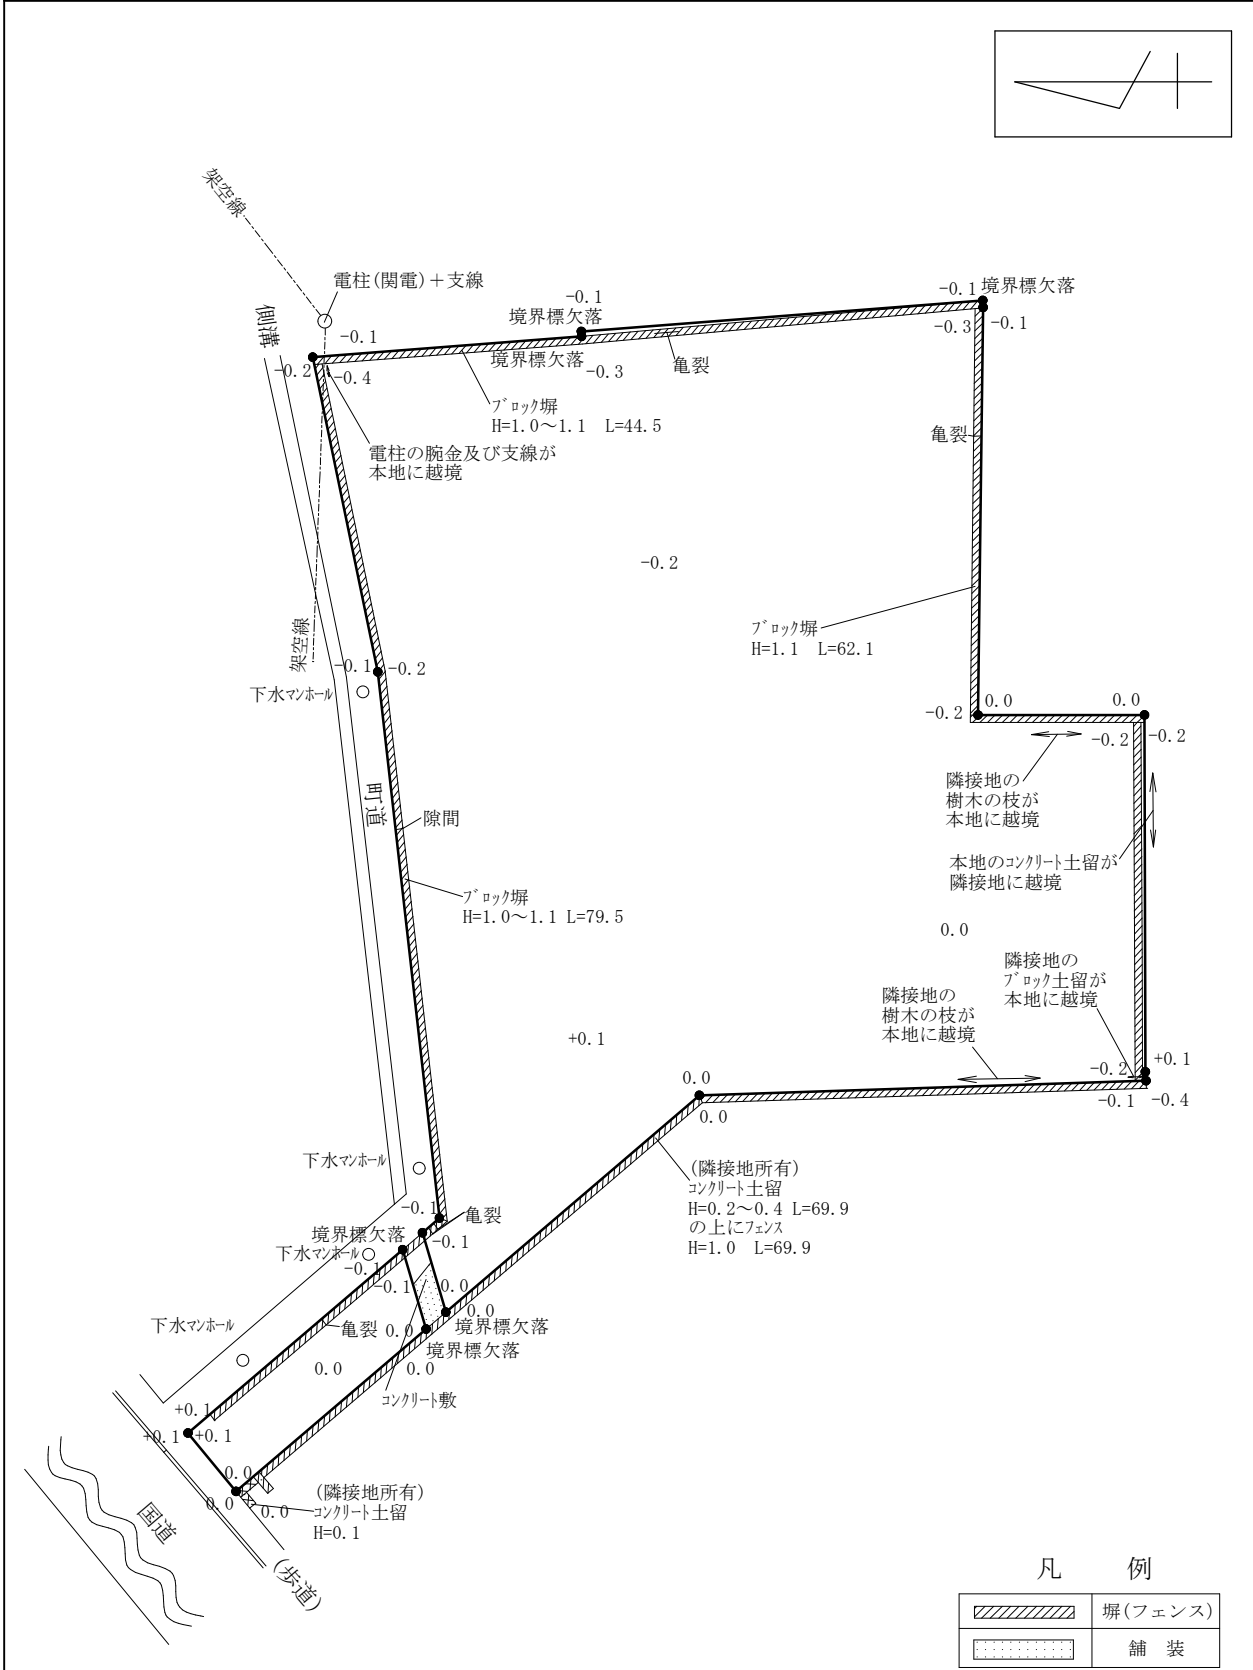 架空線
電柱(関電)＋支線
側溝
-0.1
-0.1
境界標欠落
-0.1
境界標欠落
-0.2
-0.4
境界標欠落
-0.3
亀裂
-0.3
-0.1
ブロック塀
H=1.0～1.1 L=44.5
亀裂
電柱の腕金及び支線が
本地に越境
-0.2
架空線
ブロック塀
H=1.1 L=62.1
-0.1
-0.2
下水マンホール
-0.2
0.0
0.0
-0.2
-0.2
隣接地の
樹木の枝が
本地に越境
町道
隙間
本地のコンクリート土留が
隣接地に越境
ブロック塀
H=1.0～1.1 L=79.5
0.0
隣接地の
ブロック土留が
本地に越境
隣接地の
樹木の枝が
本地に越境
+0.1
0.0
0.0
-0.2
+0.1
-0.1
-0.4
下水マンホール
(隣接地所有)
コンクリート土留
H=0.2～0.4 L=69.9
の上にフェンス
H=1.0 L=69.9
-0.1
亀裂
境界標欠落
-0.1
下水マンホール
-0.1
-0.1
0.0
0.0
境界標欠落
下水マンホール
亀裂
0.0
境界標欠落
0.0
0.0
コンクリート敷
+0.1
+0.1
+0.1
0.0
0.0
0.0
(隣接地所有)
コンクリート土留
H=0.1
国道
(歩道)
凡　例
塀(フェンス)
舗　装